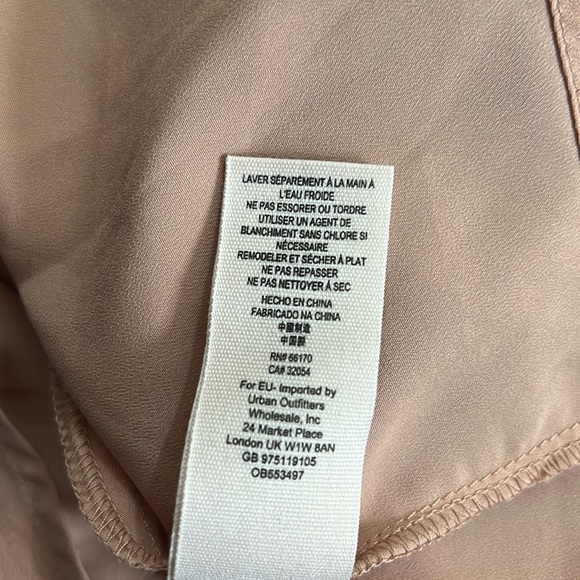 LAVER SÉPARÉMENT À LA MAIN À
L'EAU FROIDE
NE PAS ESSORER OU TORDRE
UTILISER UN AGENT DE
BLANCHIMENT SANS CHLORE SI
NÉCESSAIRE
REMODELER ET SÉCHER À PLAT
NE PAS REPASSER
NE PAS NETTOYER À SEC
HECHO EN CHINA
FABRICADO NA CHINA
中國制造
中国製
RN# 66170
CA# 32054
For EU- Imported by
Urban Outfitters
Wholesale, Inc
24 Market Place
London UK W1W 8AN
GB 975119105
OB553497